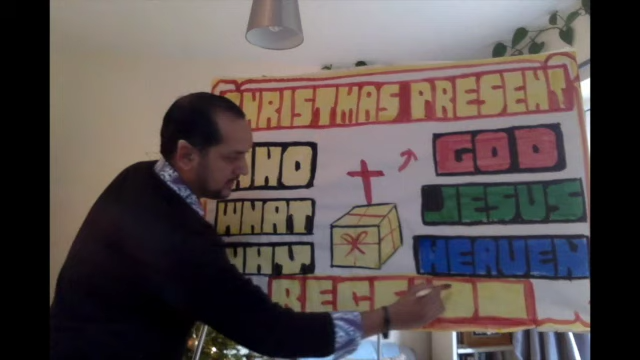 CHRISTMAS PRESENT
WHO
WHAT
WHY
GOD
JESUS
HEAVEN